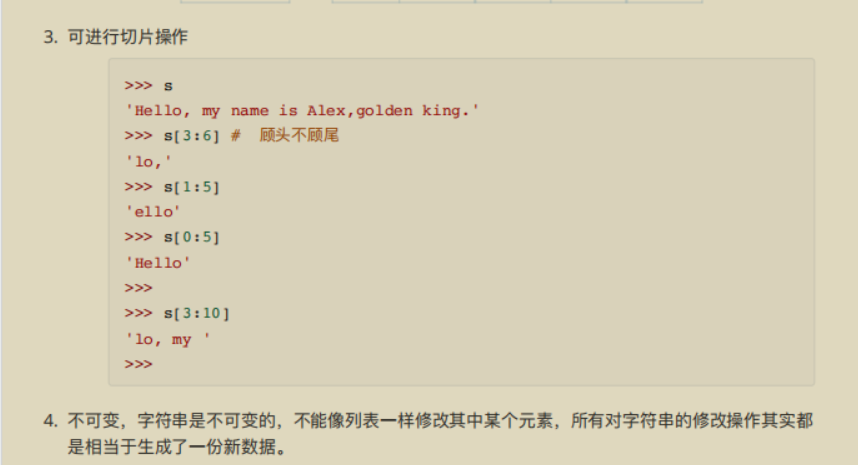 3. 可进行切片操作
>>> s
'Hello, my name is Alex,golden king.'
>>> s[3:6] #  顾头不顾尾
'lo,'
>>> s[1:5]
'ello'
>>> s[0:5]
'Hello'
>>>
>>> s[3:10]
'lo, my '
>>>
4. 不可变，字符串是不可变的，不能像列表一样修改其中某个元素，所有对字符串的修改操作其实都
是相当于生成了一份新数据。